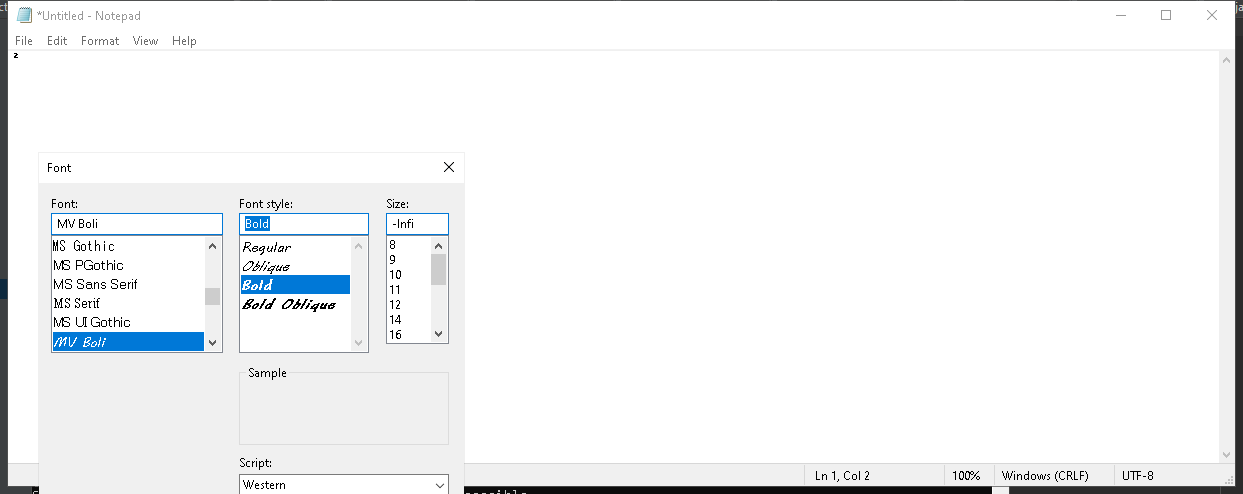 *Untitled - Notepad
File Edit Format View Help
²
Font
Font: Font style: Size:
MV Boli Bold -Infi
MS Gothic Regular 8
MS PGothic Oblique 9
MS Sans Serif Bold 10
MS Serif Bold Oblique 11
MS UI Gothic 12
MV Boli 14
16
Sample
Script:
Western
Ln 1, Col 2 100% Windows (CRLF) UTF-8